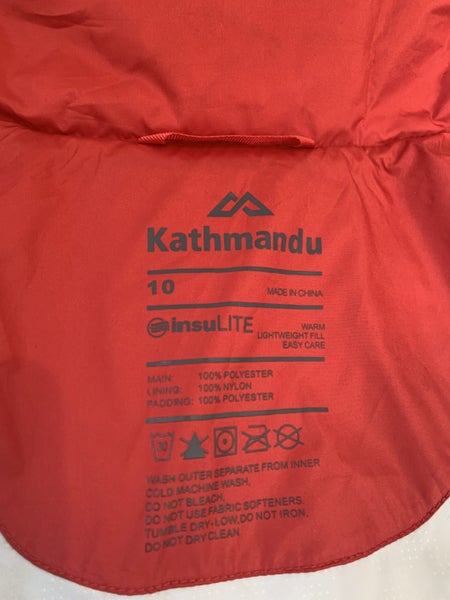 Kathmandu
10 MADE IN CHINA
insuLITE WARM
LIGHTWEIGHT FILL
EASY CARE
MAIN: 100% POLYESTER
LINING: 100% NYLON
PADDING: 100% POLYESTER
WASH OUTER SEPARATE FROM INNER
COLD MACHINE WASH.
DO NOT BLEACH.
DO NOT USE FABRIC SOFTENERS.
TUMBLE DRY-LOW,DO NOT IRON.
DO NOT DRY CLEAN